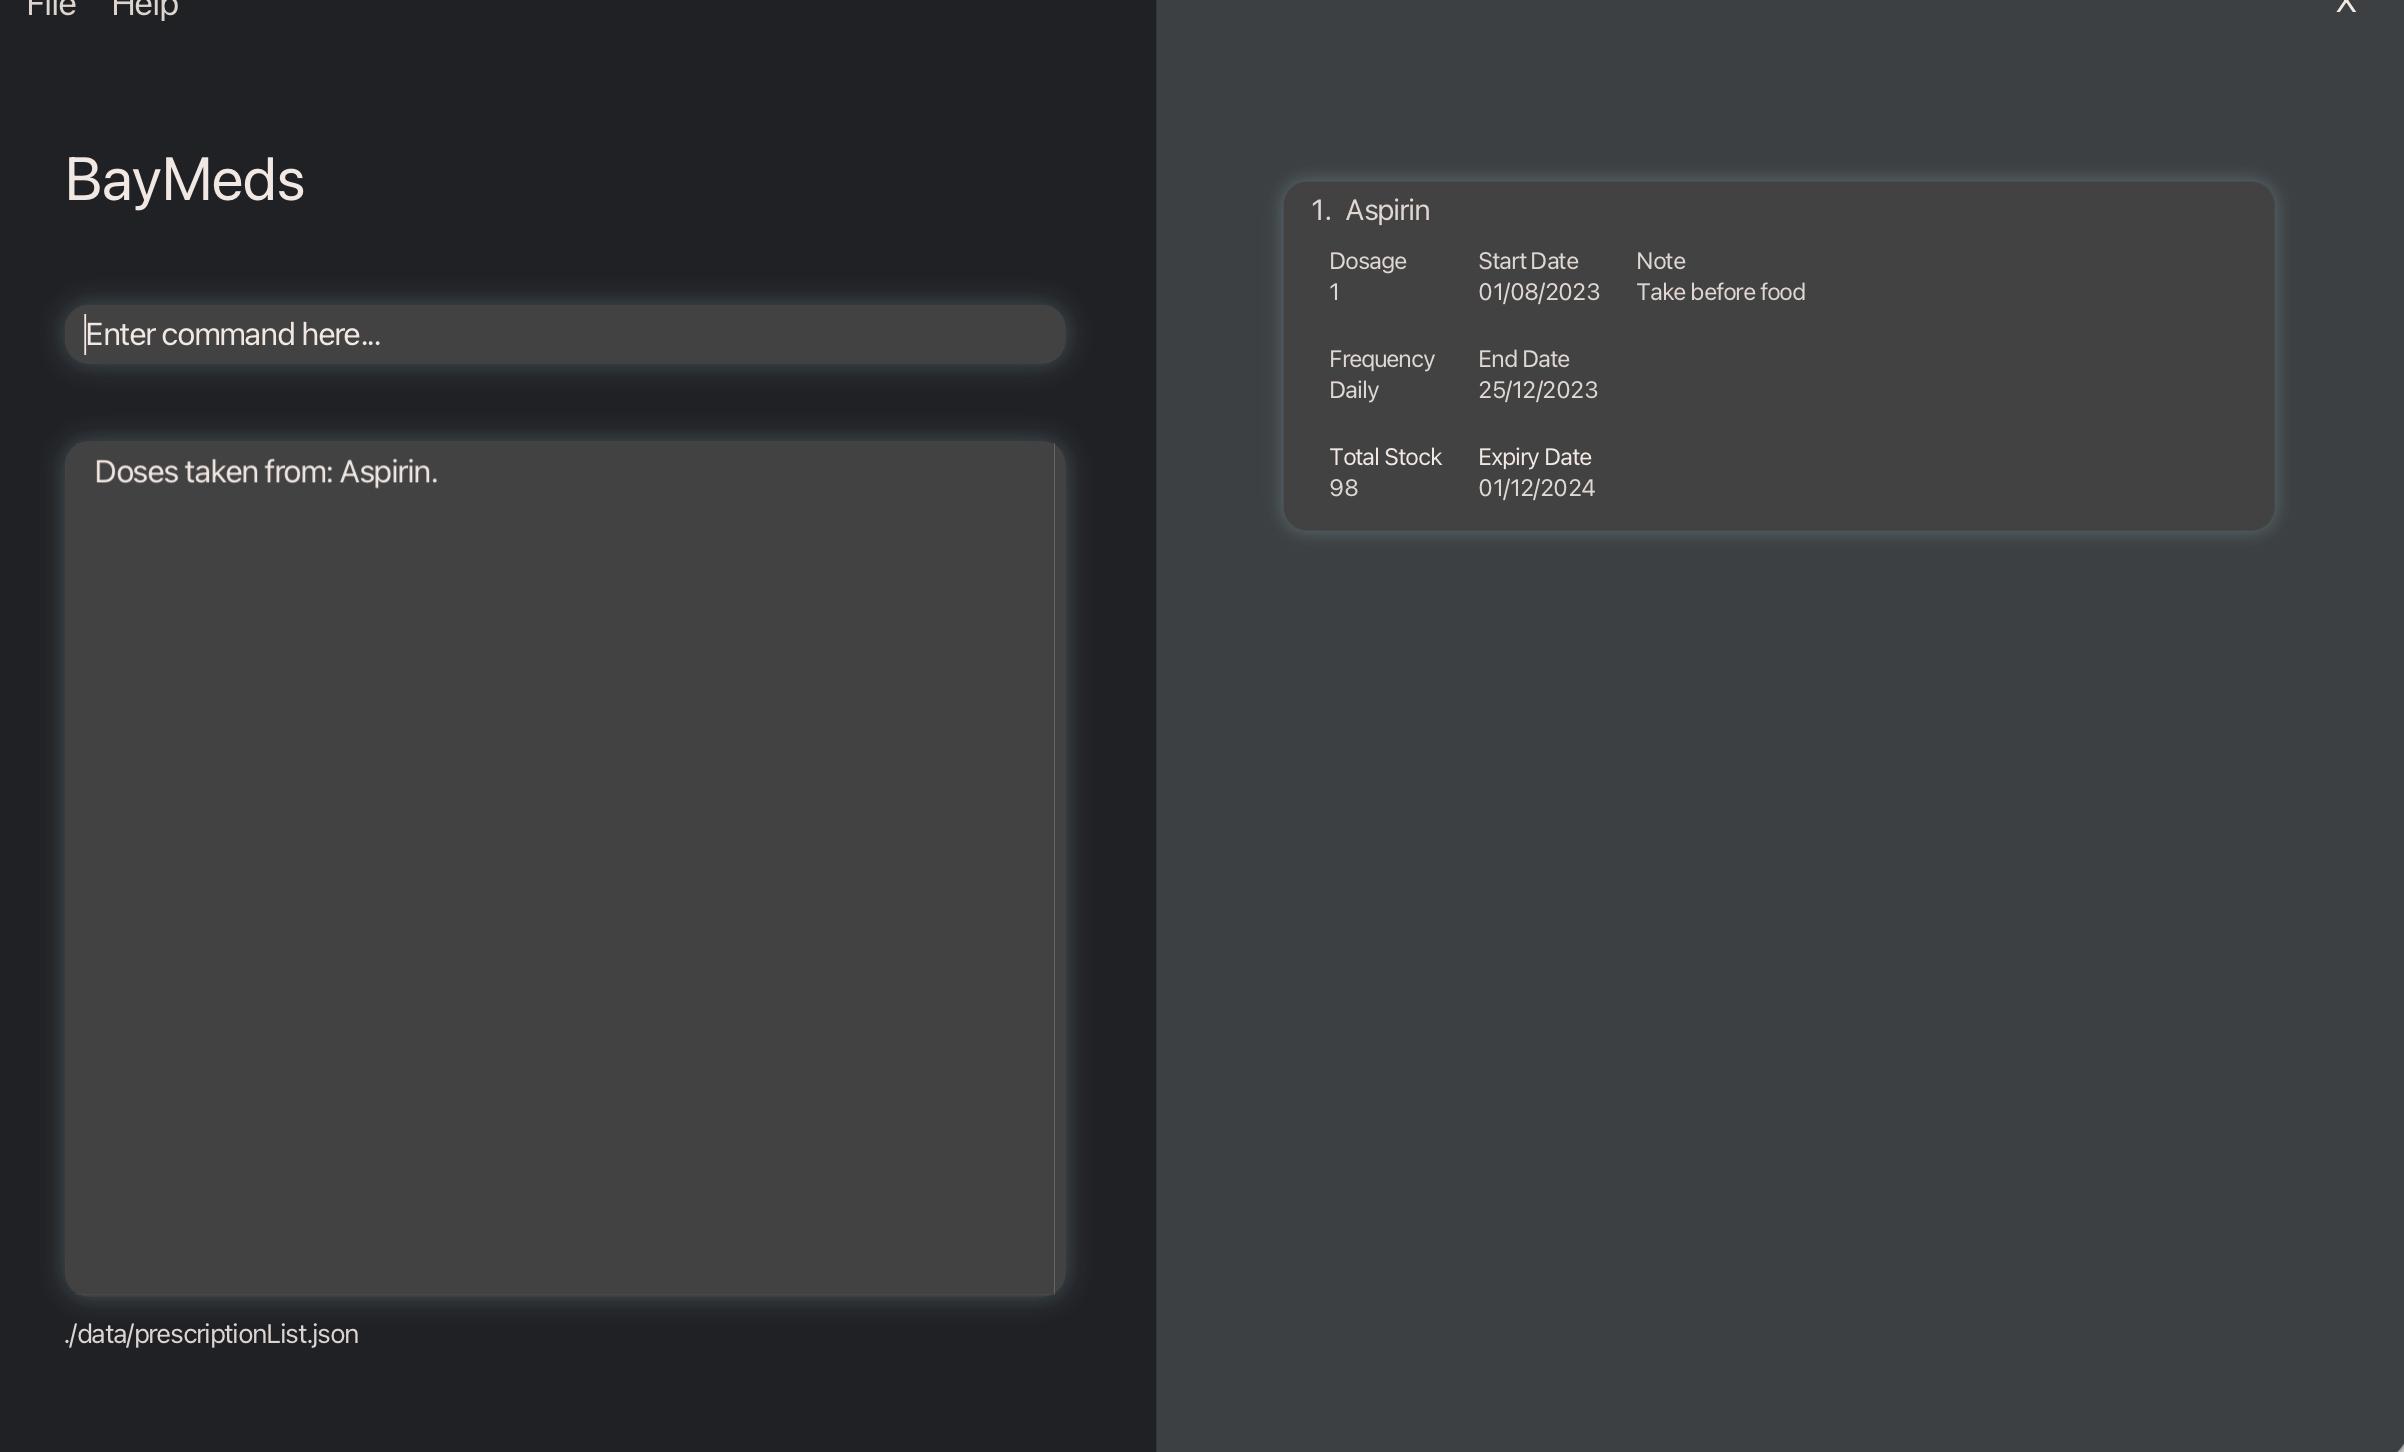 File Help
X
BayMeds
Enter command here...
Doses taken from: Aspirin.
./data/prescriptionList.json
1. Aspirin
Dosage Start Date Note
1 01/08/2023 Take before food
Frequency End Date
Daily 25/12/2023
Total Stock Expiry Date
98 01/12/2024